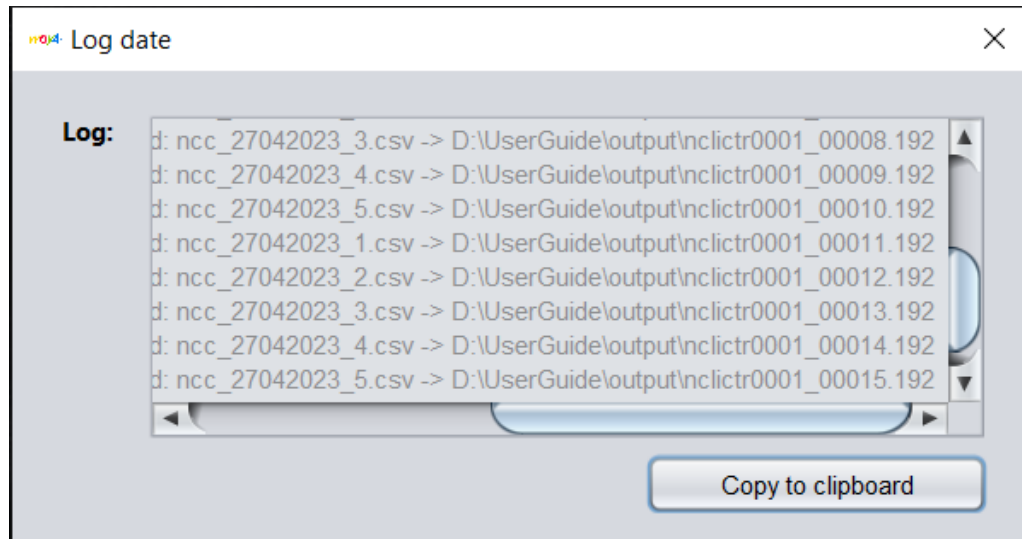 Log date
Log:
d: ncc_27042023_3.csv -> D:\UserGuide\output\nclictr0001_00008.192
d: ncc_27042023_4.csv -> D:\UserGuide\output\nclictr0001_00009.192
d: ncc_27042023_5.csv -> D:\UserGuide\output\nclictr0001_00010.192
d: ncc_27042023_1.csv -> D:\UserGuide\output\nclictr0001_00011.192
d: ncc_27042023_2.csv -> D:\UserGuide\output\nclictr0001_00012.192
d: ncc_27042023_3.csv -> D:\UserGuide\output\nclictr0001_00013.192
d: ncc_27042023_4.csv -> D:\UserGuide\output\nclictr0001_00014.192
d: ncc_27042023_5.csv -> D:\UserGuide\output\nclictr0001_00015.192
Copy to clipboard